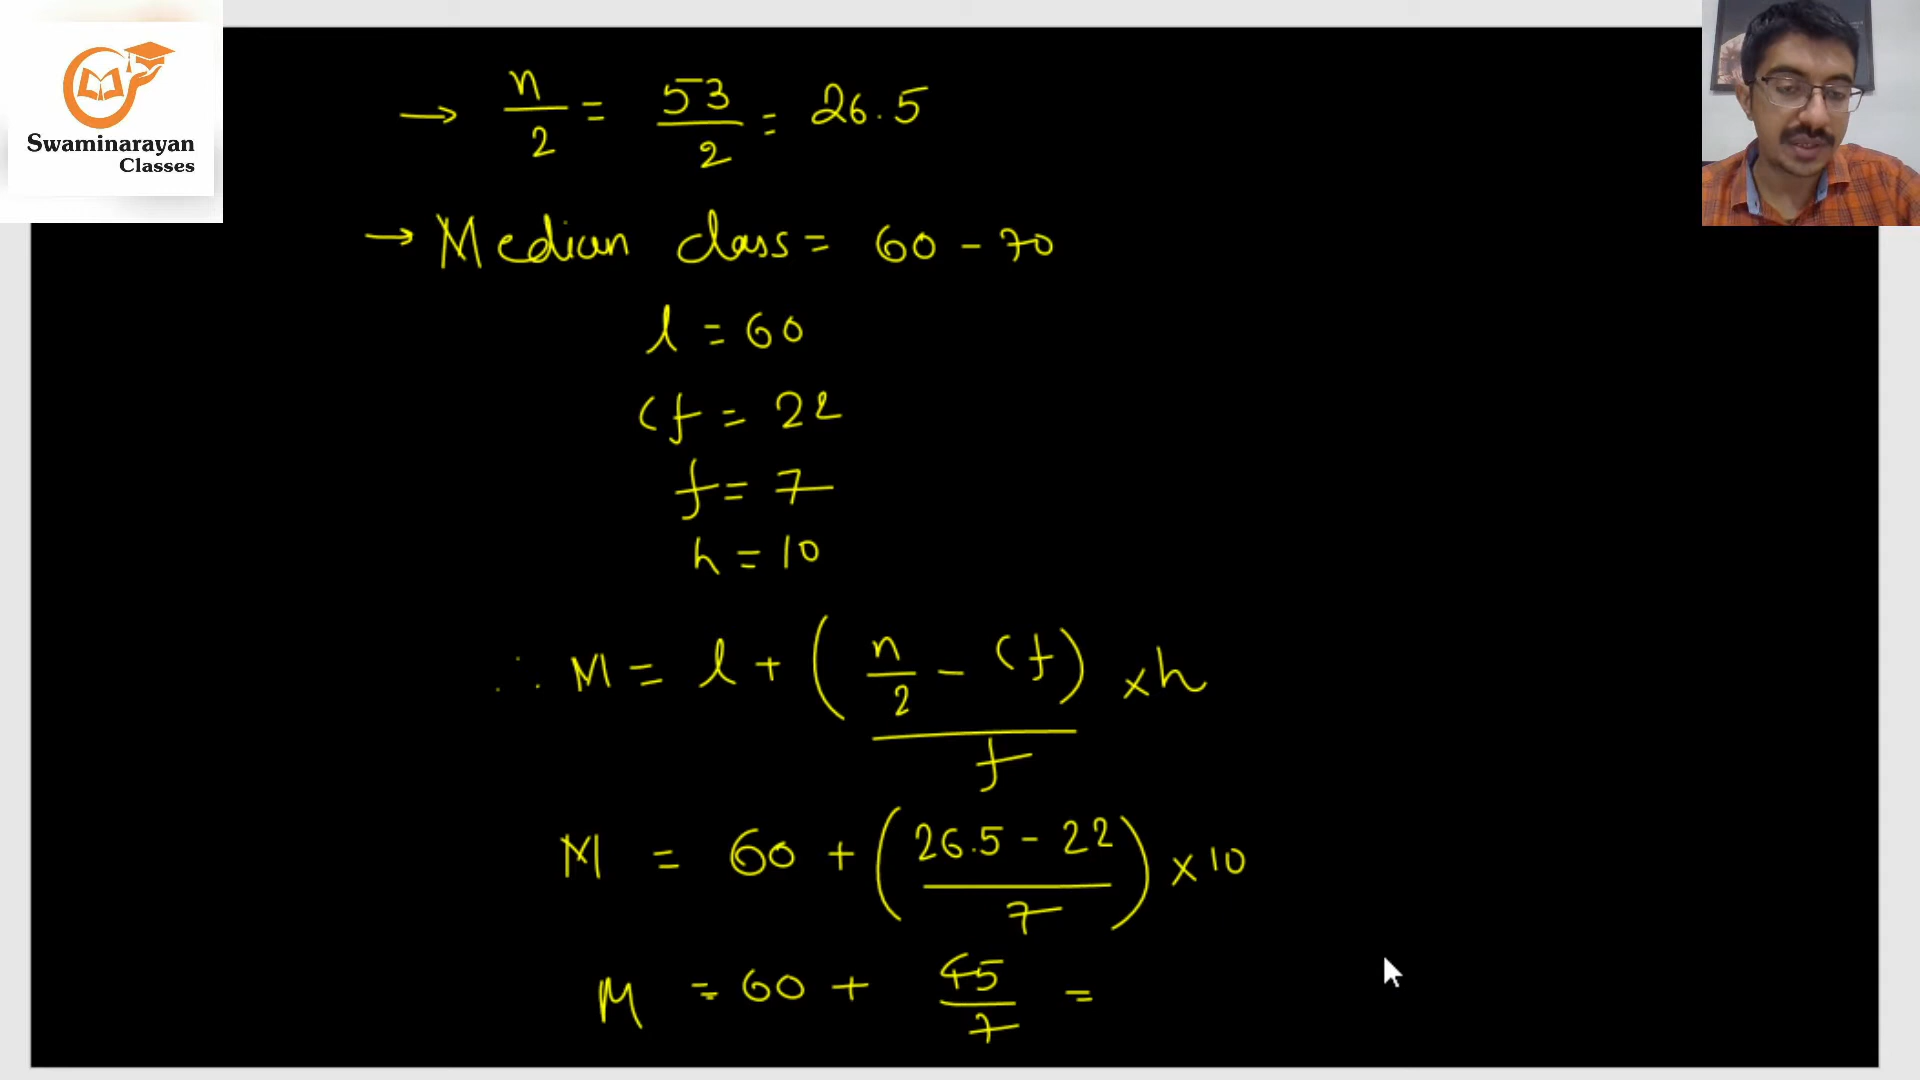 Swaminarayan
Classes
→ n/2 = 53/2 = 26.5
→ Median class = 60 - 70
l = 60
cf = 22
f = 7
h = 10
∴ M = l + (n/2 - cf)/f × h
M = 60 + (26.5 - 22 / 7) × 10
M = 60 + 45/7 =